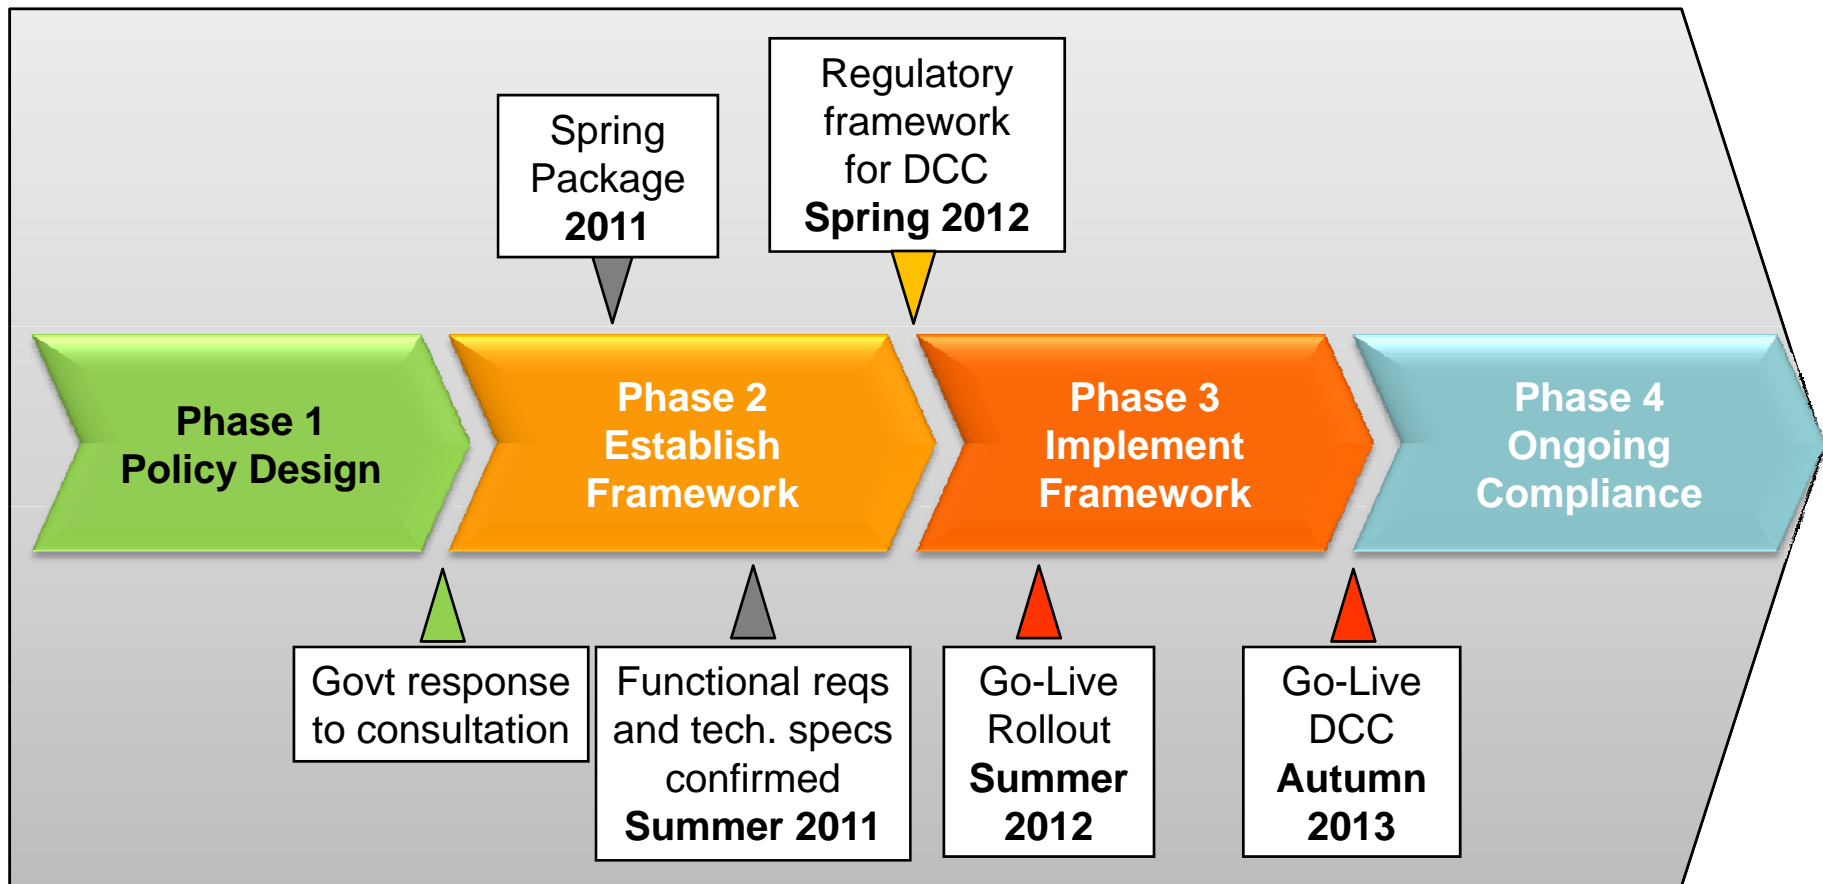 Spring
Package
2011
Regulatory
framework
for DCC
Spring 2012
Phase 1
Policy Design
Phase 2
Establish
Framework
Phase 3
Implement
Framework
Phase 4
Ongoing
Compliance
Govt response
to consultation
Functional reqs
and tech. specs
confirmed
Summer 2011
Go-Live
Rollout
Summer
2012
Go-Live
DCC
Autumn
2013